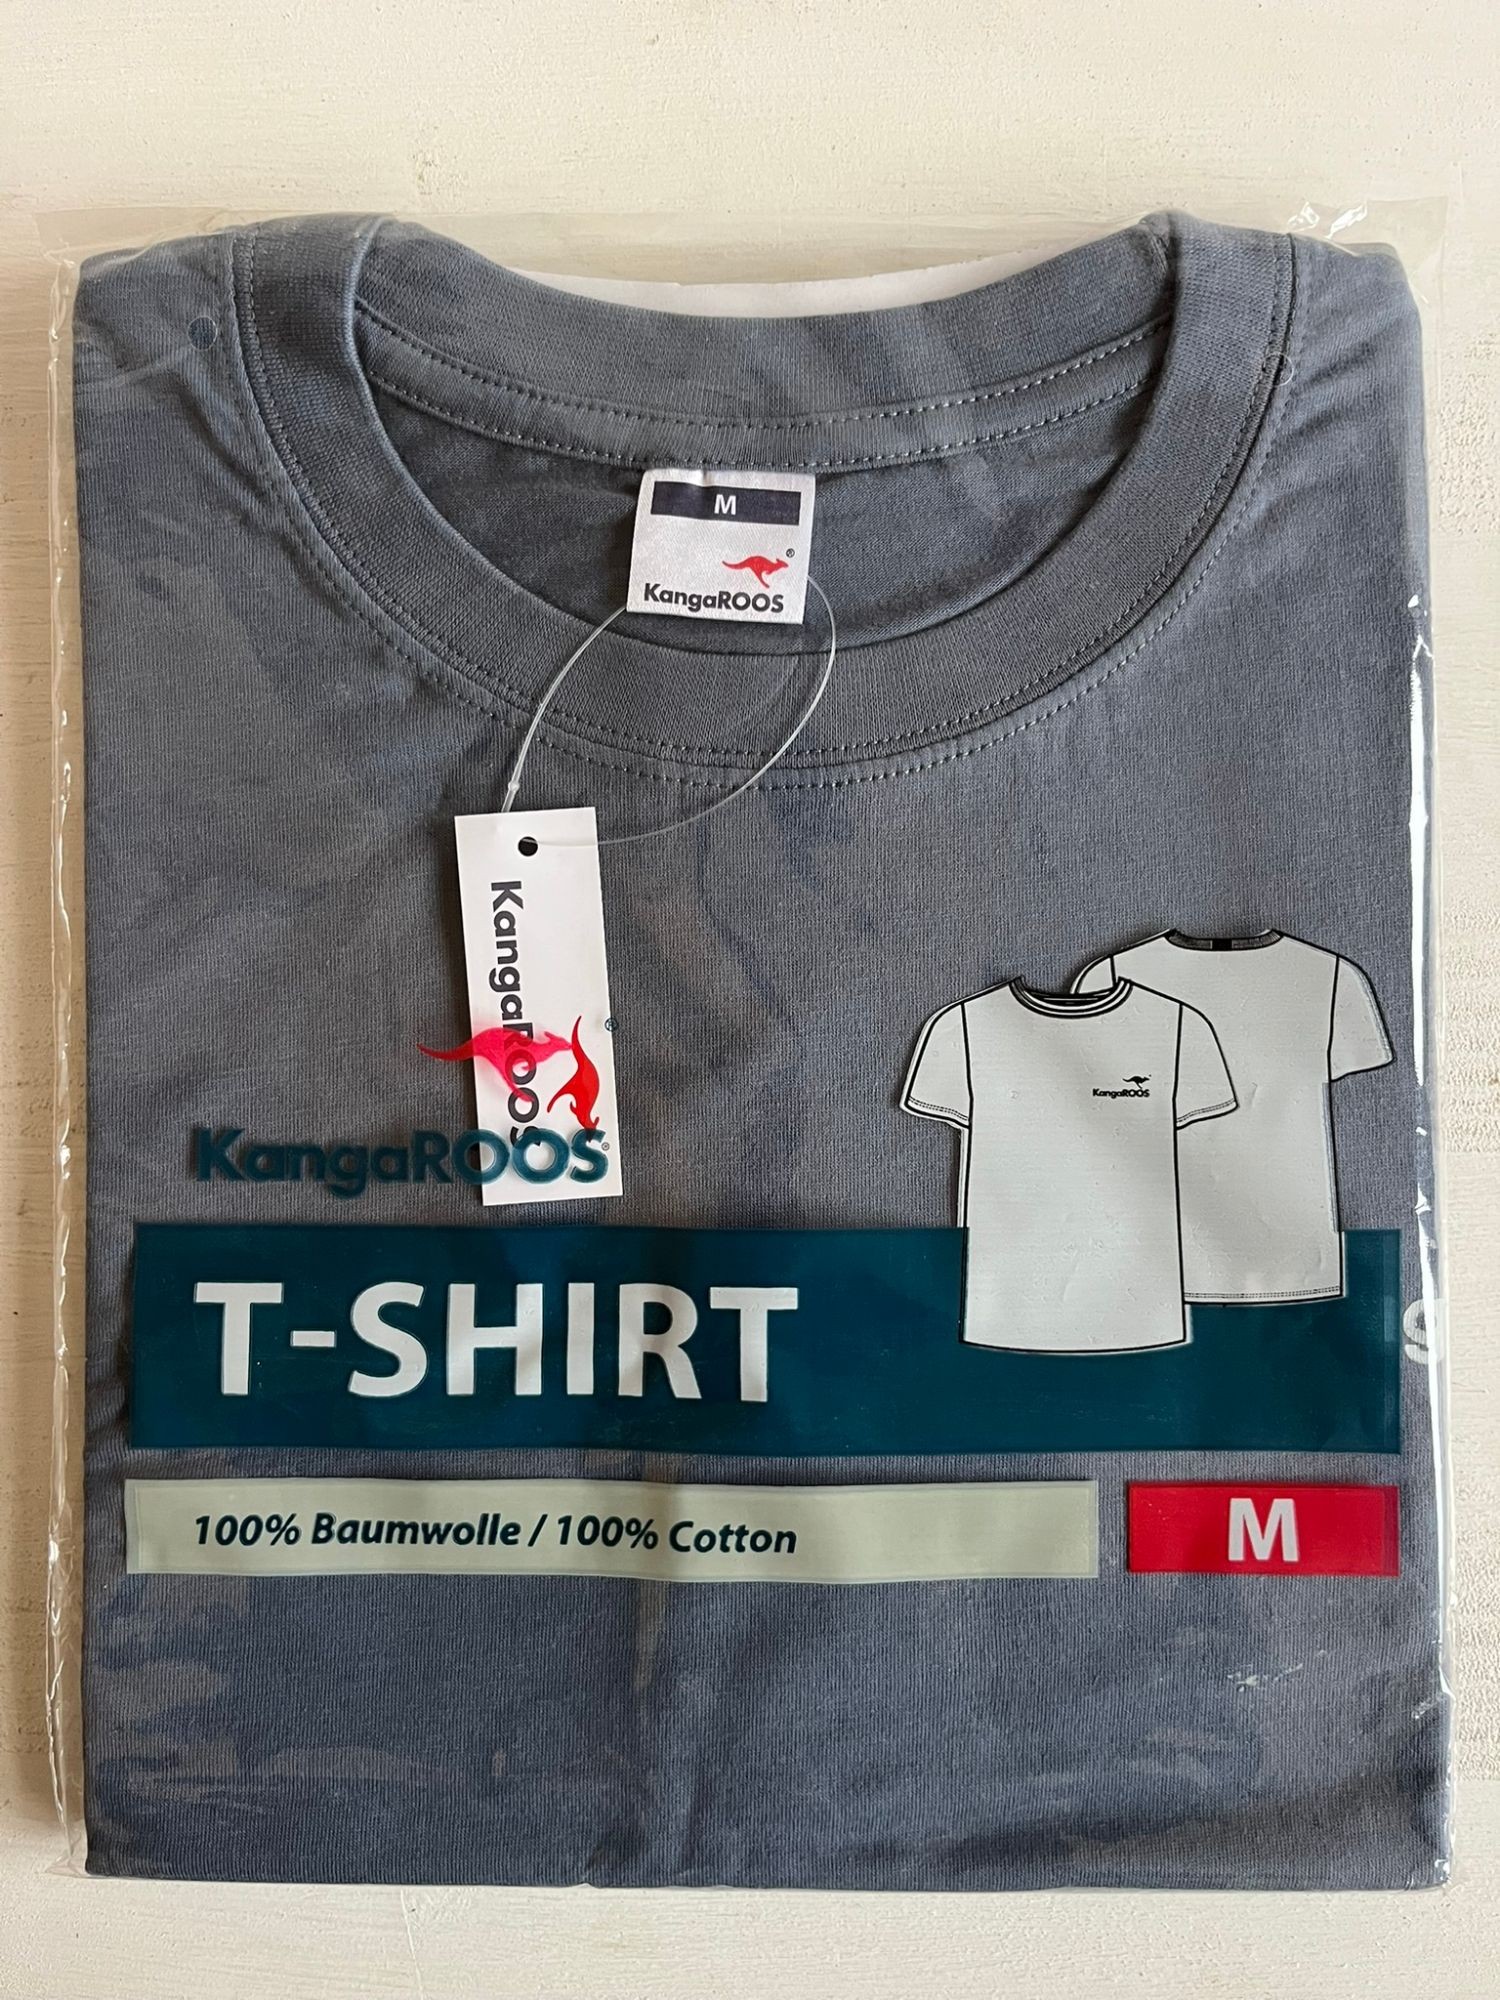 M
®
KangaROOS
KangaROOS
®
KangaROOS
KangaROOS
T-SHIRT
100% Baumwolle / 100% Cotton
M